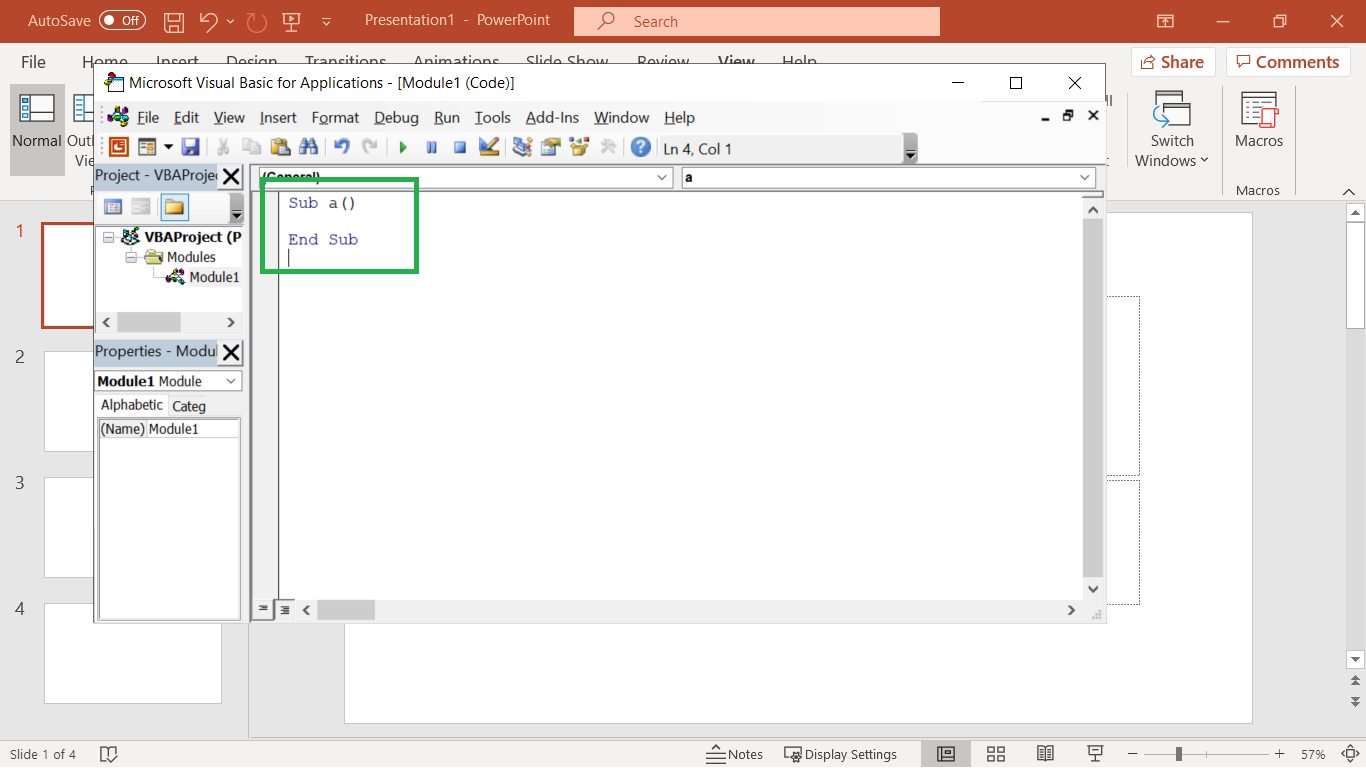 AutoSave Off Presentation1 - PowerPoint Search
File Home Insert Design Transitions Animations Slide Show Review View Help Share Comments
Microsoft Visual Basic for Applications - [Module1 (Code)]
File Edit View Insert Format Debug Run Tools Add-Ins Window Help
Normal
Ln 4, Col 1
Switch
Windows
Macros
Macros
Project - VBAProje
(General) a
1
Sub a()
End Sub
VBAProject (P
Modules
Module1
2
Properties - Modul
Module1 Module
Alphabetic Categ
(Name) Module1
3
4
Slide 1 of 4 Notes Display Settings 57%